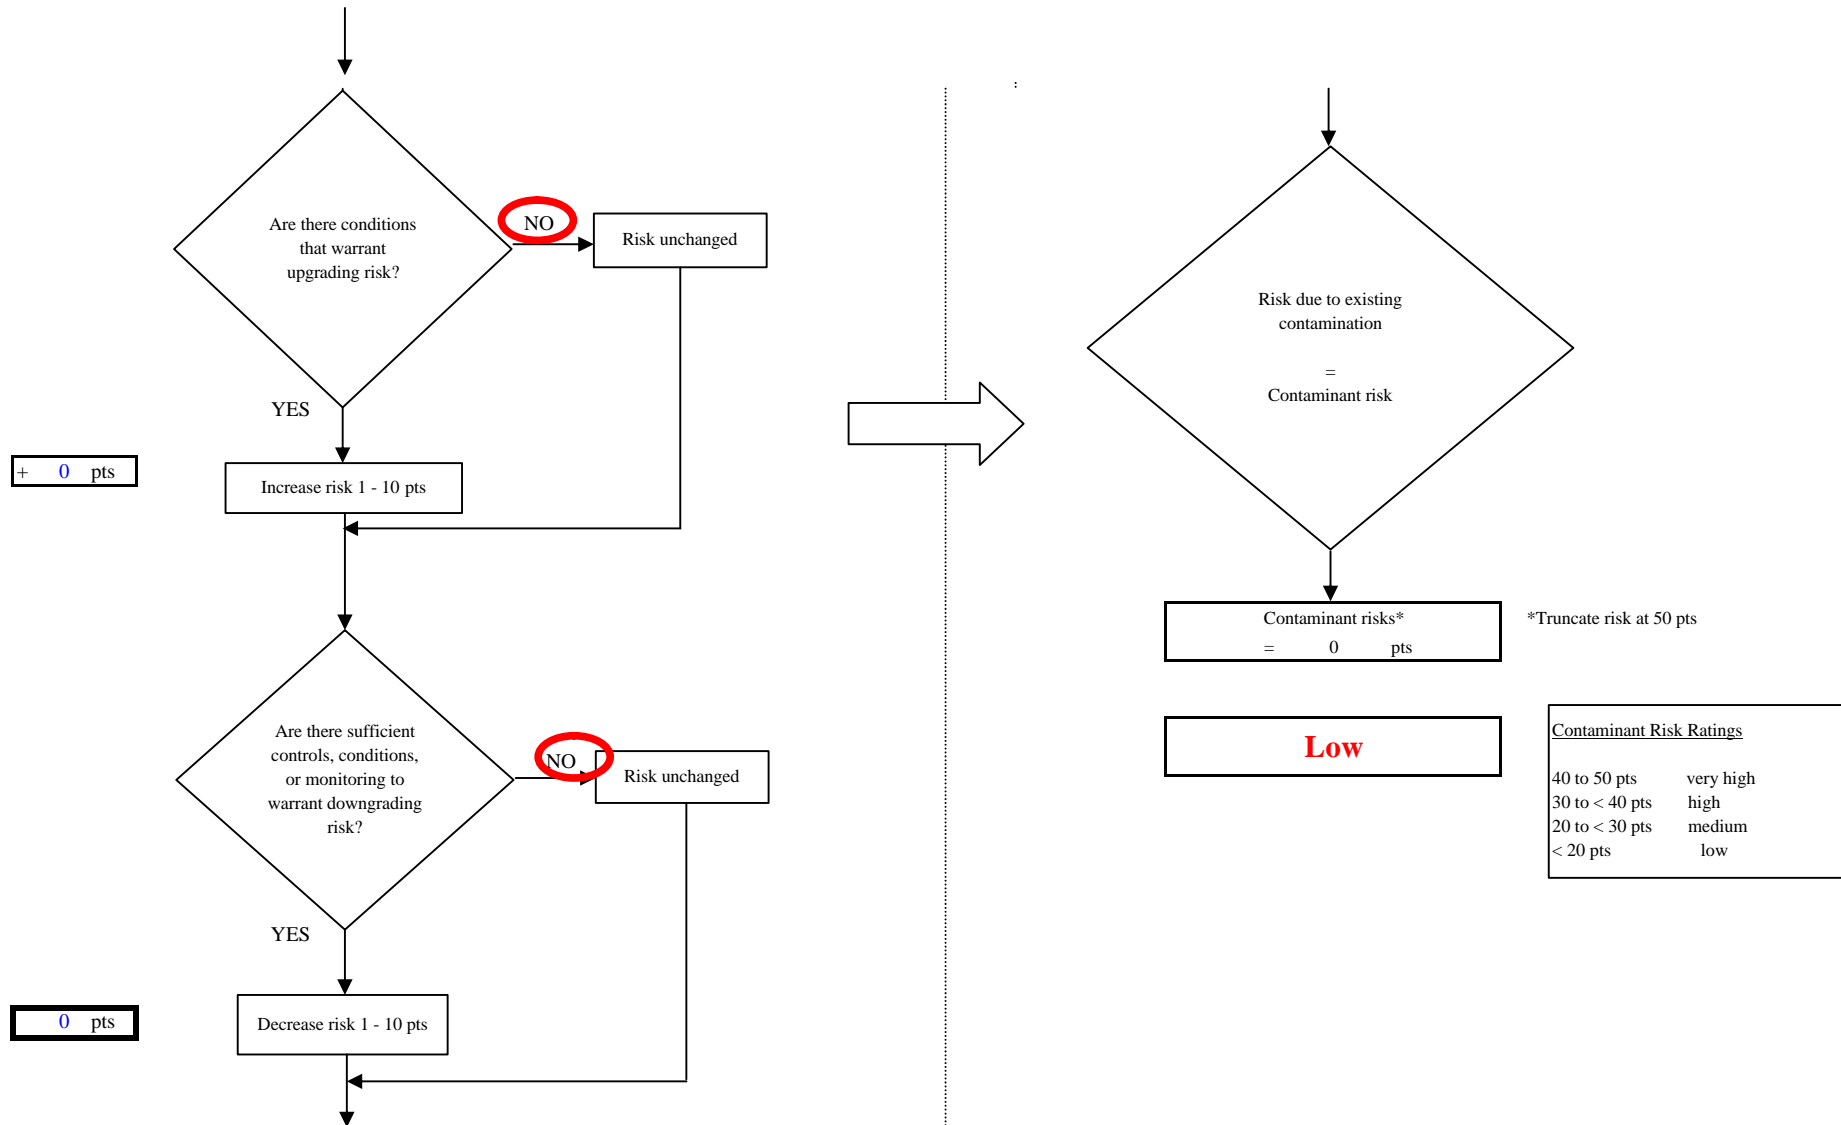 Are there conditions
that warrant
upgrading risk?
NO
Risk unchanged
YES
+ 0 pts
Increase risk 1 - 10 pts
Are there sufficient
controls, conditions,
or monitoring to
warrant downgrading
risk?
NO
Risk unchanged
YES
0 pts
Decrease risk 1 - 10 pts
:
Risk due to existing
contamination
=
Contaminant risk
Contaminant risks*
= 0 pts
*Truncate risk at 50 pts
Low
Contaminant Risk Ratings
40 to 50 pts very high
30 to < 40 pts high
20 to < 30 pts medium
< 20 pts low